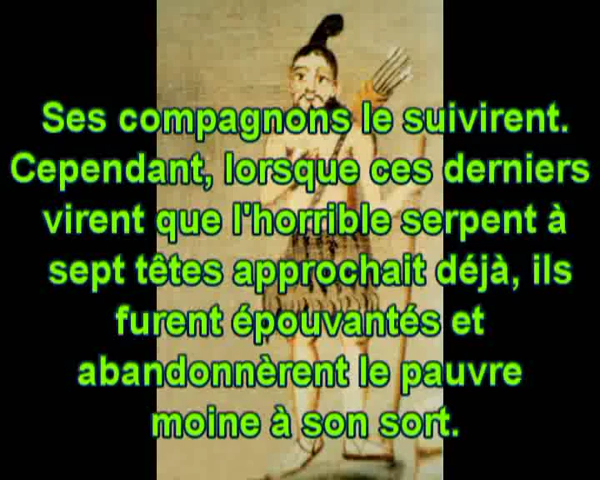 Ses compagnons le suivirent.
Cependant, lorsque ces derniers
virent que l'horrible serpent à
sept têtes approchait déjà, ils
furent épouvantés et
abandonnèrent le pauvre
moine à son sort.